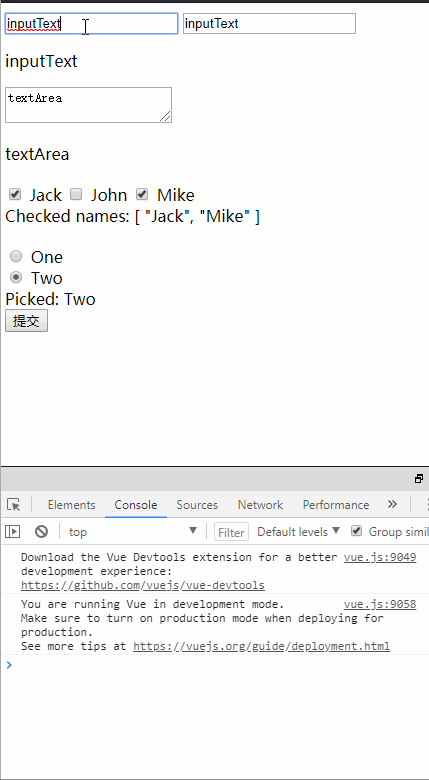 inputText inputText
inputText
textArea
textArea
Jack John Mike
Checked names: [ "Jack", "Mike" ]
One
Two
Picked: Two
提交
Elements Console Sources Network Performance »
top Filter Default levels Group simil
Download the Vue Devtools extension for a better vue.js:9049
development experience:
https://github.com/vuejs/vue-devtools
You are running Vue in development mode. vue.js:9058
Make sure to turn on production mode when deploying for
production.
See more tips at https://vuejs.org/guide/deployment.html